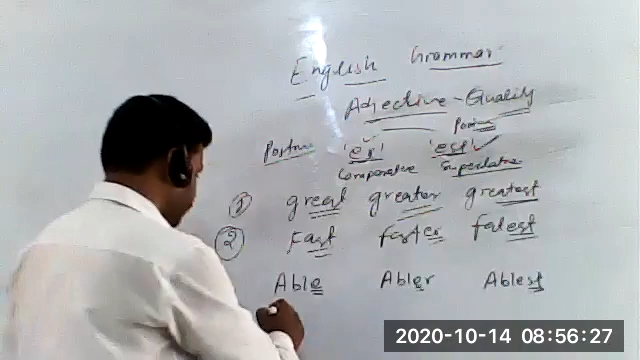 English Grammar
Adjective - Quality
Positive
Positive 'er' 'est' ✓
Comparative Superlative
① great greater greatest
② Fast faster fatest
Able Abler Ablest
2020-10-14 08:56:27